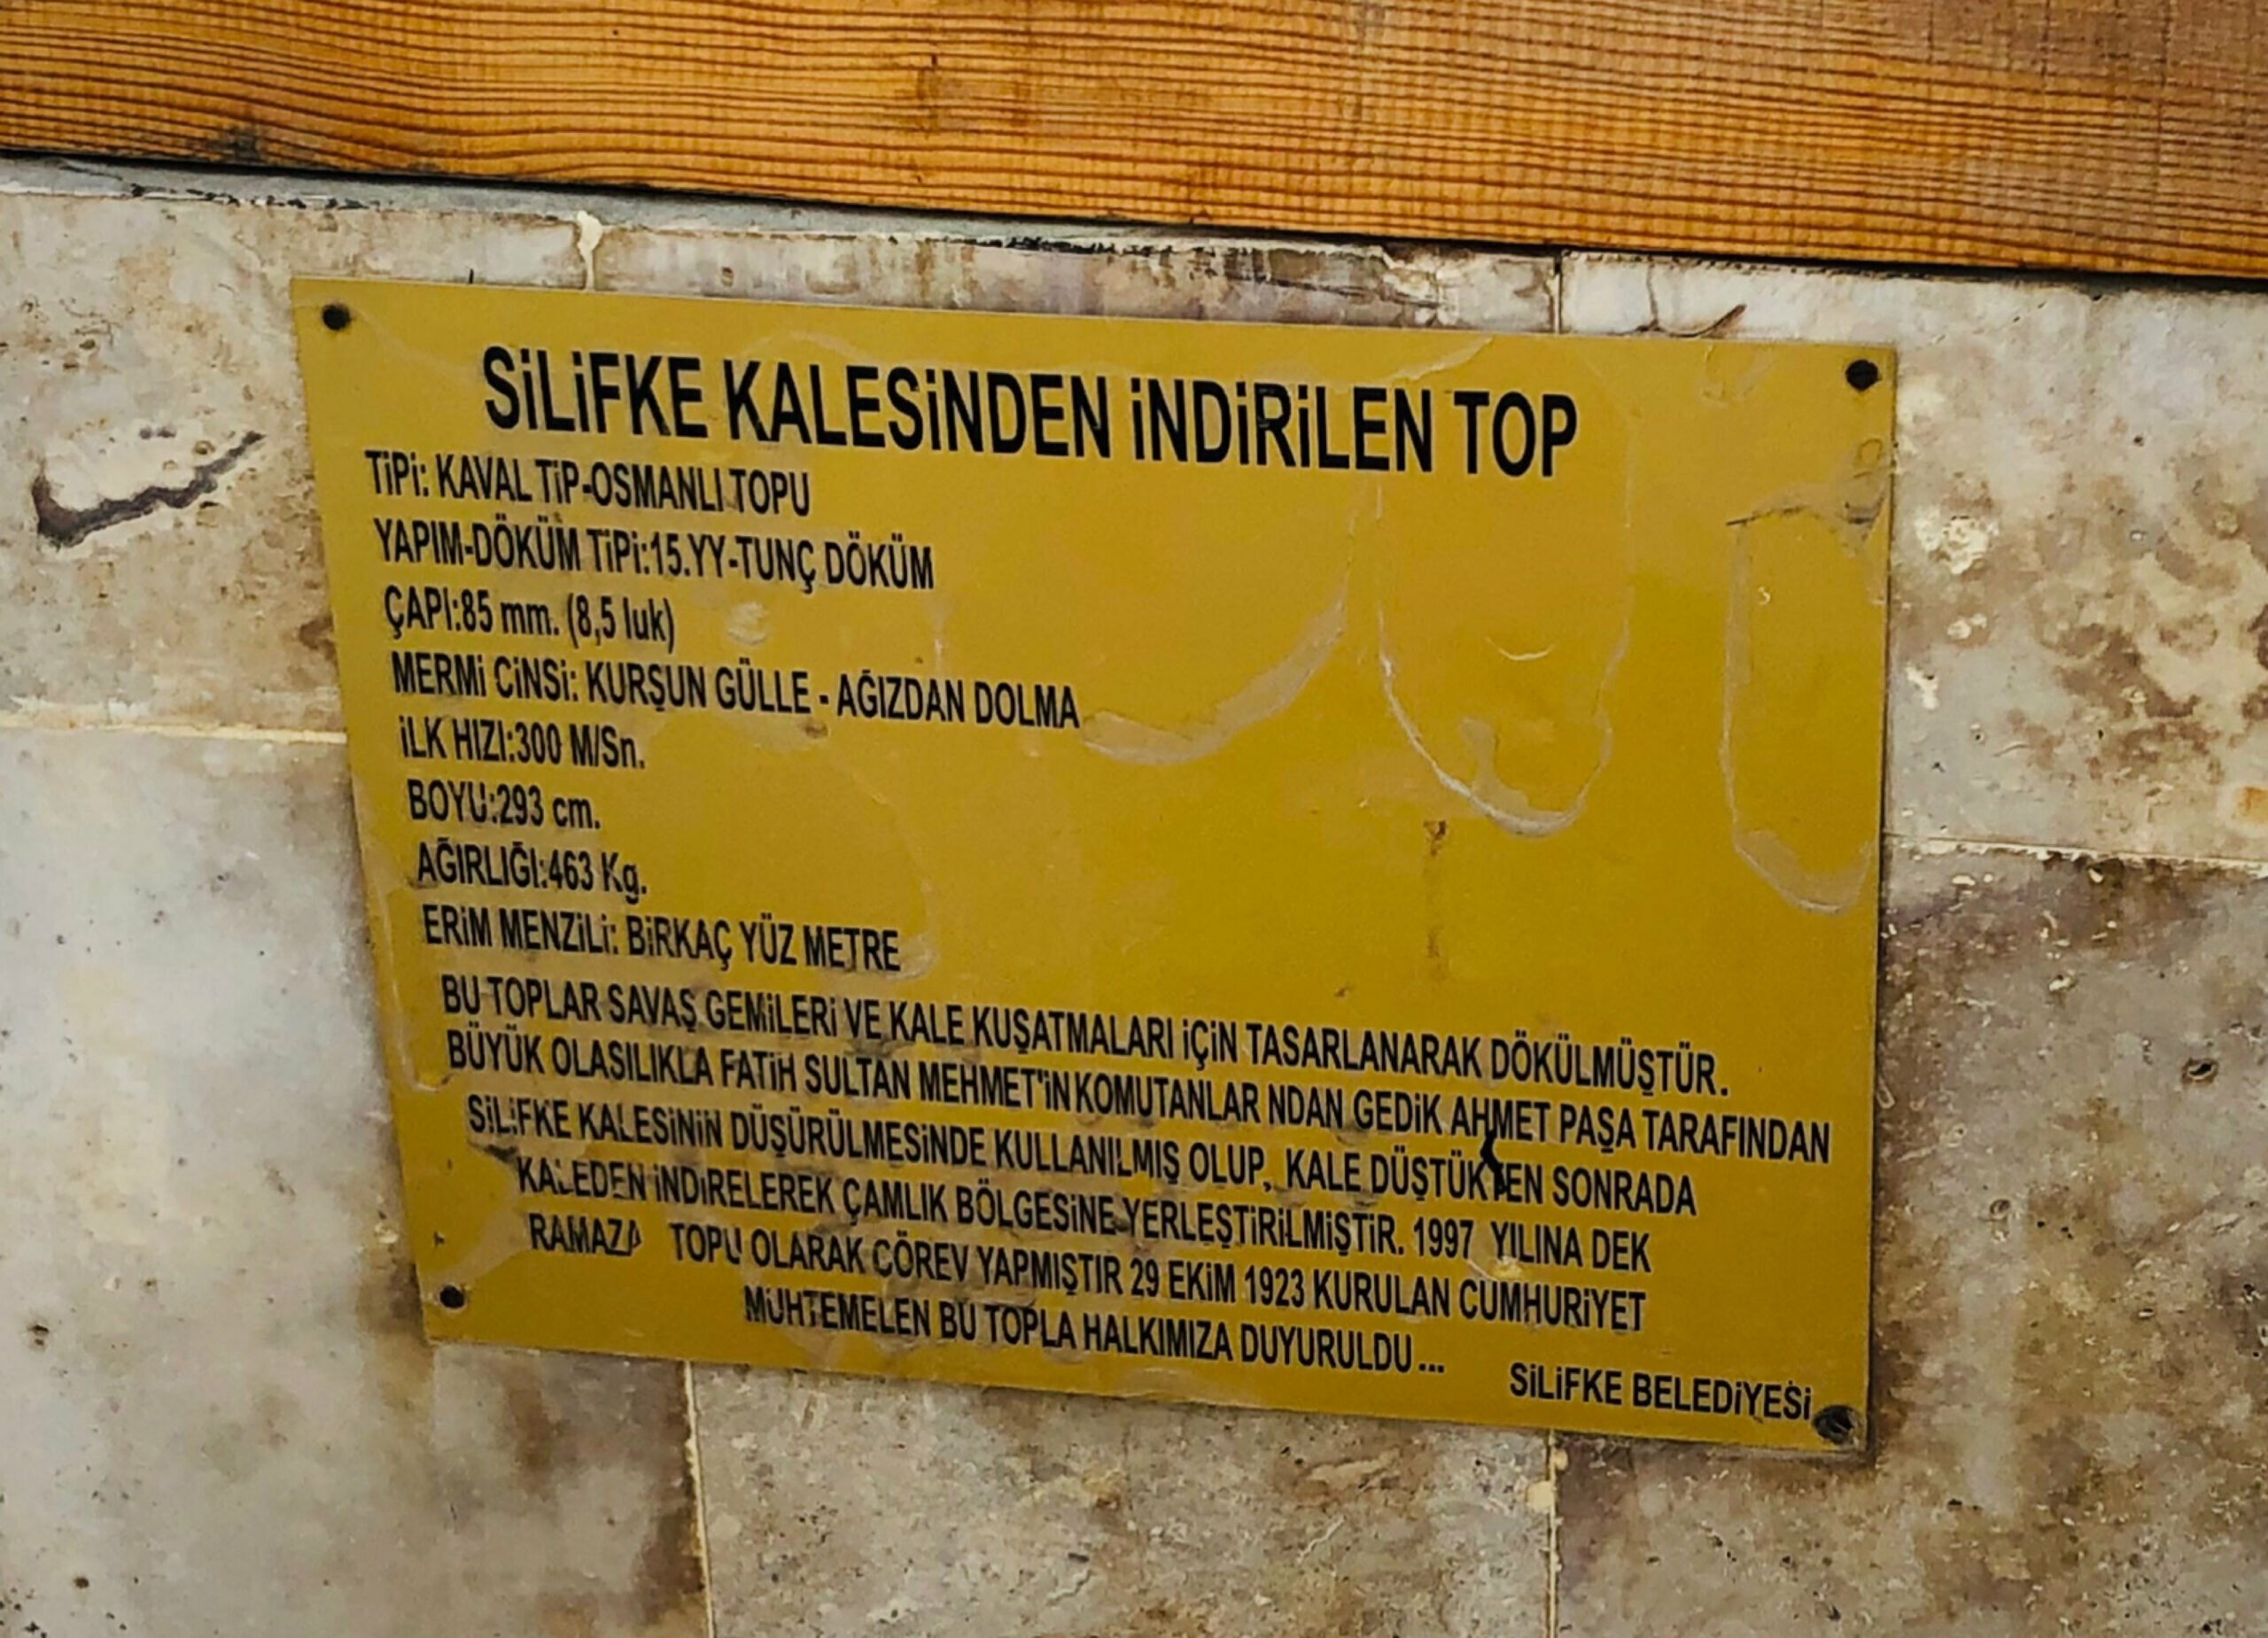 SİLİFKE KALESİNDEN İNDİRİLEN TOP
TİPİ: KAVAL TİP-OSMANLI TOPU
YAPIM-DÖKÜM TİPİ:15.YY-TUNÇ DÖKÜM
ÇAPI:85 mm. (8,5 luk)
MERMİ CİNSİ: KURŞUN GÜLLE - AĞIZDAN DOLMA
İLK HIZI:300 M/Sn.
BOYU:293 cm.
AĞIRLIĞI:463 Kg.
ERİM MENZİLİ: BİRKAÇ YÜZ METRE
BU TOPLAR SAVAŞ GEMİLERİ VE KALE KUŞATMALARI İÇİN TASARLANARAK DÖKÜLMÜŞTÜR.
BÜYÜK OLASILIKLA FATİH SULTAN MEHMET'İN KOMUTANLAR NDAN GEDİK AHMET PAŞA TARAFINDAN
SİLİFKE KALESİNİN DÜŞÜRÜLMESİNDE KULLANILMIŞ OLUP, KALE DÜŞTÜKTEN SONRADA
KALEDEN İNDİRELEREK ÇAMLIK BÖLGESİNE YERLEŞTİRİLMİŞTİR. 1997 YILINA DEK
RAMAZA TOPU OLARAK CÖREV YAPMIŞTIR 29 EKİM 1923 KURULAN CUMHURİYET
MUHTEMELEN BU TOPLA HALKIMIZA DUYURULDU...
SİLİFKE BELEDİYESİ